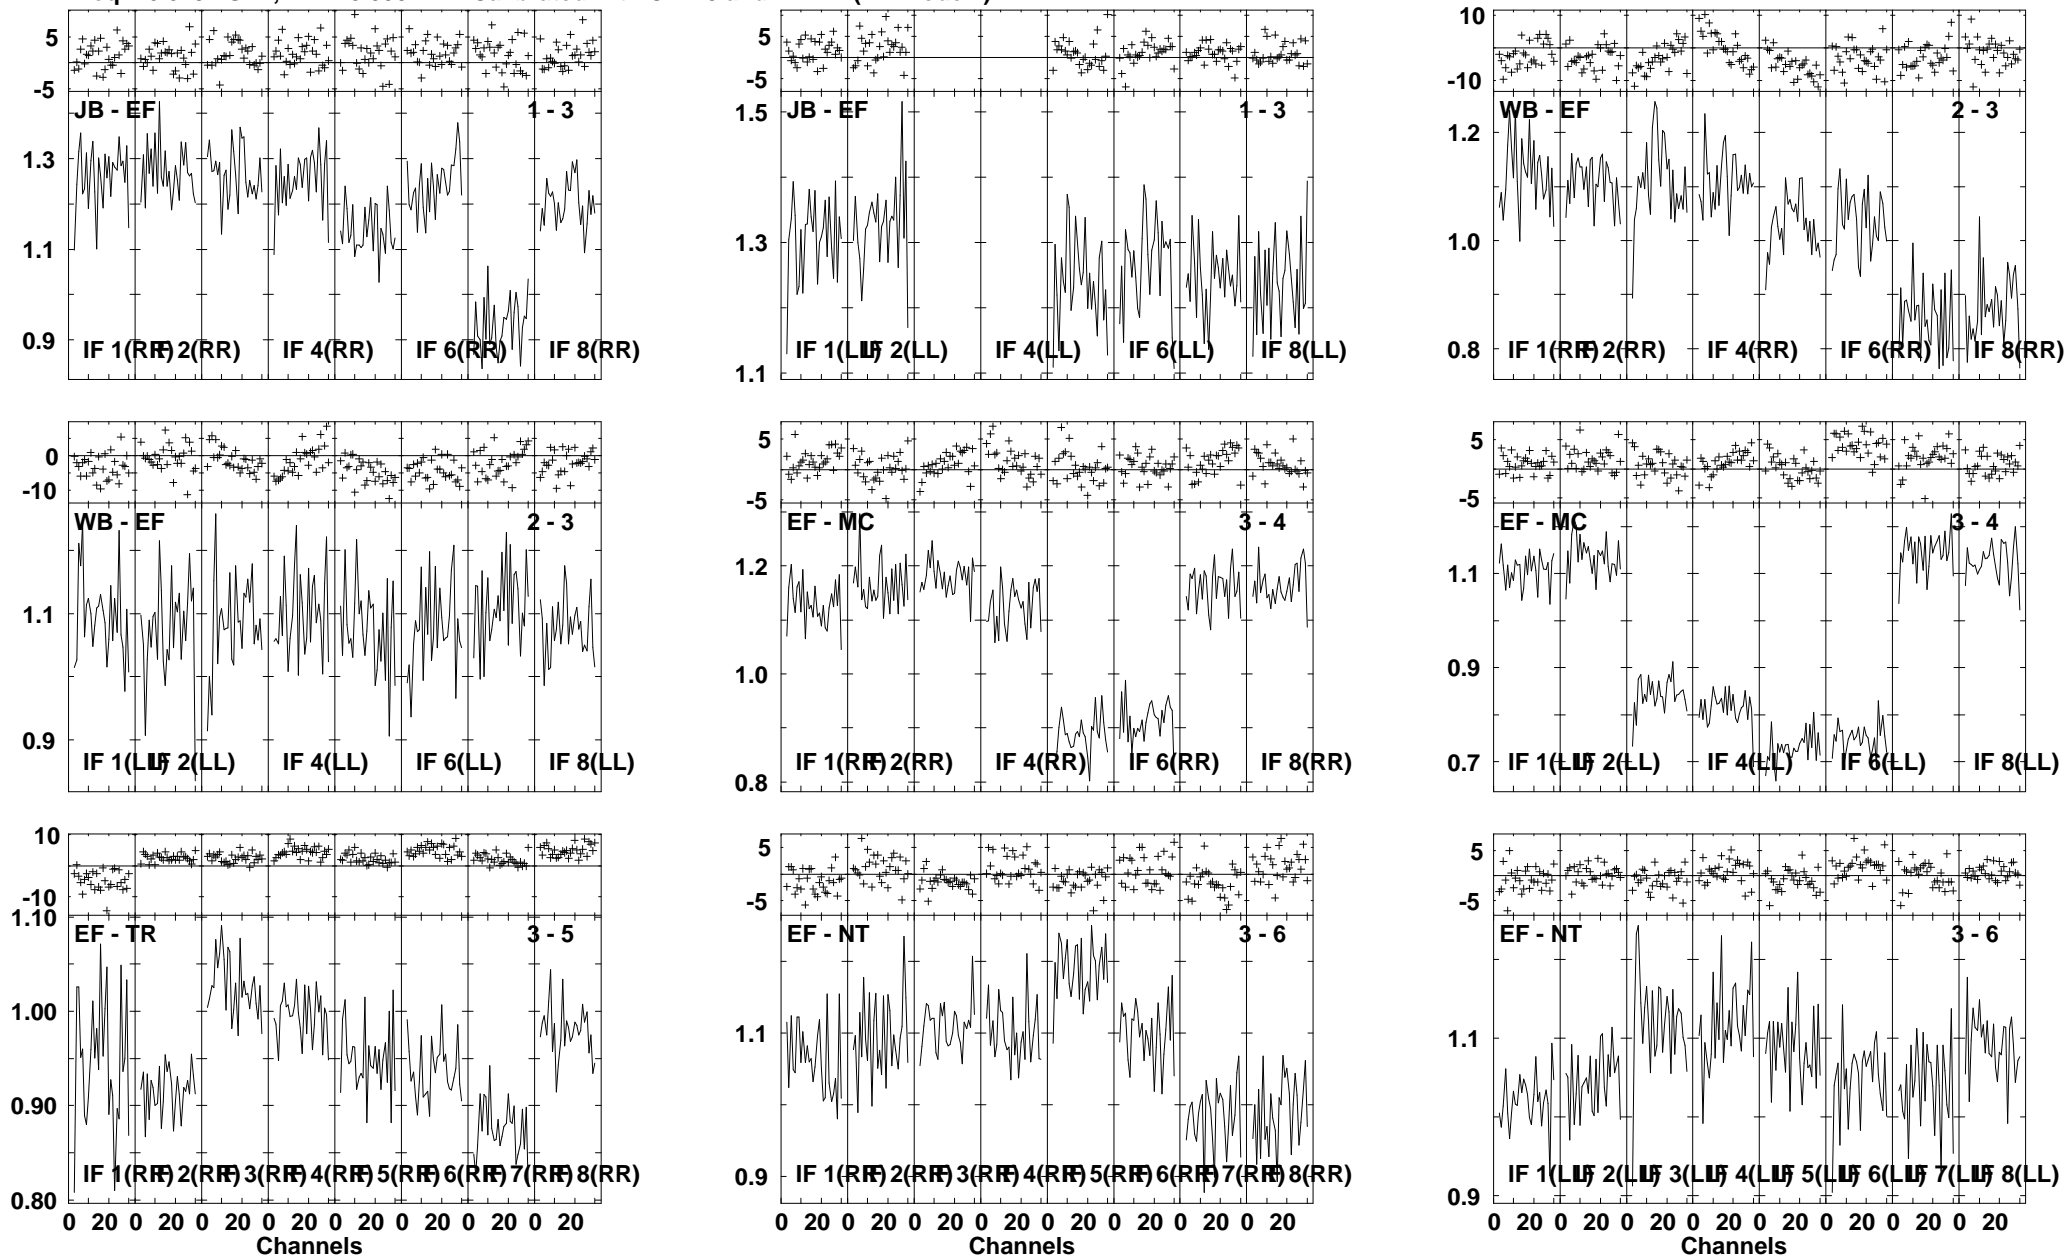 5
-5
JB - EF 1 - 3
1.3
1.1
0.9
IF 1(RR) IF 2(RR) IF 4(RR) IF 6(RR) IF 8(RR)
5
-5
JB - EF 1 - 3
1.5
1.3
1.1
IF 1(LL) IF 2(LL) IF 4(LL) IF 6(LL) IF 8(LL)
10
-10
WB - EF 2 - 3
1.2
1.0
0.8
IF 1(RR) IF 2(RR) IF 4(RR) IF 6(RR) IF 8(RR)
0
-10
WB - EF 2 - 3
1.1
0.9
IF 1(LL) IF 2(LL) IF 4(LL) IF 6(LL) IF 8(LL)
5
-5
EF - MC 3 - 4
1.2
1.0
0.8
IF 1(RR) IF 2(RR) IF 4(RR) IF 6(RR) IF 8(RR)
5
-5
EF - MC 3 - 4
1.1
0.9
0.7
IF 1(LL) IF 2(LL) IF 4(LL) IF 6(LL) IF 8(LL)
10
-10
1.10
EF - TR 3 - 5
1.00
0.90
0.80
IF 1(RR) IF 2(RR) IF 3(RR) IF 4(RR) IF 5(RR) IF 6(RR) IF 7(RR) IF 8(RR)
0 20 0 20 0 20 0 20 0 20 0 20 0 20 0 20
Channels
5
-5
EF - NT 3 - 6
1.1
0.9
IF 1(RR) IF 2(RR) IF 3(RR) IF 4(RR) IF 5(RR) IF 6(RR) IF 7(RR) IF 8(RR)
0 20 0 20 0 20 0 20 0 20 0 20 0 20 0 20
Channels
5
-5
EF - NT 3 - 6
1.1
0.9
IF 1(LL) IF 2(LL) IF 3(LL) IF 4(LL) IF 5(LL) IF 6(LL) IF 7(LL) IF 8(LL)
0 20 0 20 0 20 0 20 0 20 0 20 0 20 0 20
Channels